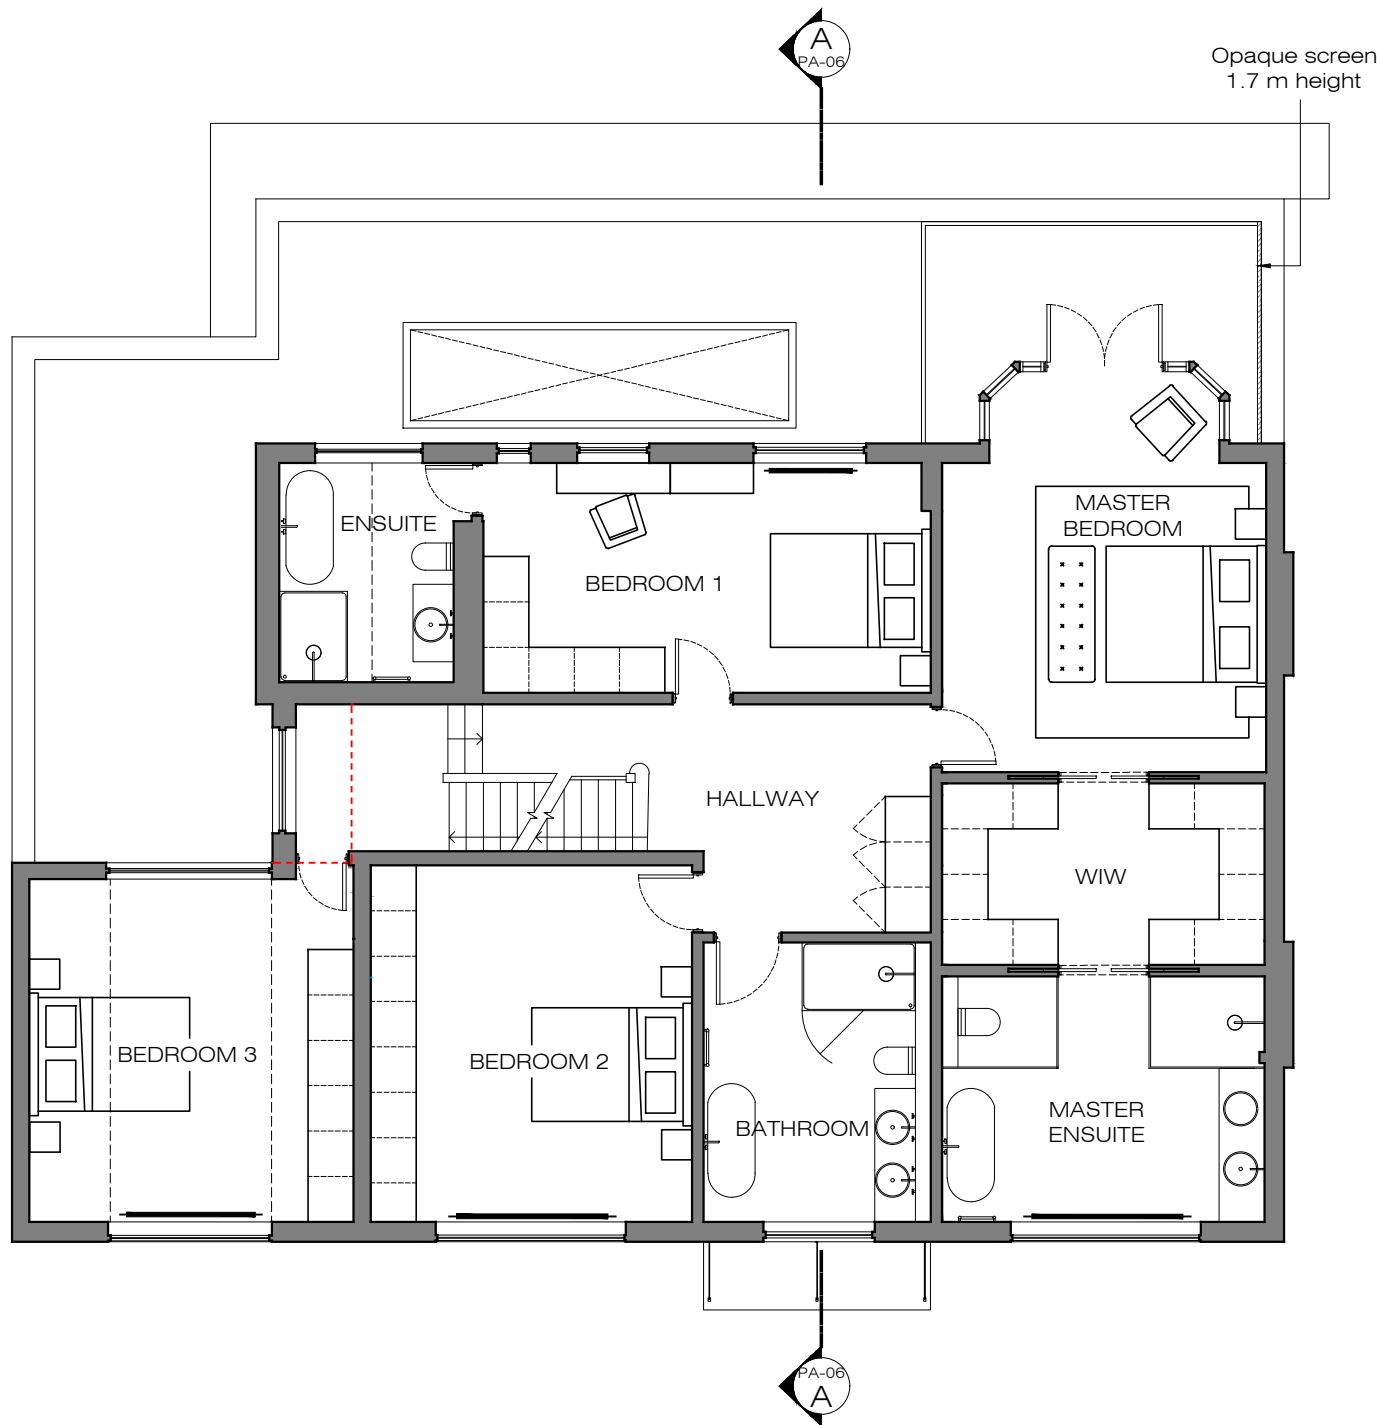 A
PA-06
Opaque screen
1.7 m height
MASTER
BEDROOM
ENSUITE
BEDROOM 1
HALLWAY
WIW
BEDROOM 3
BEDROOM 2
BATHROOM
MASTER
ENSUITE
PA-06
A